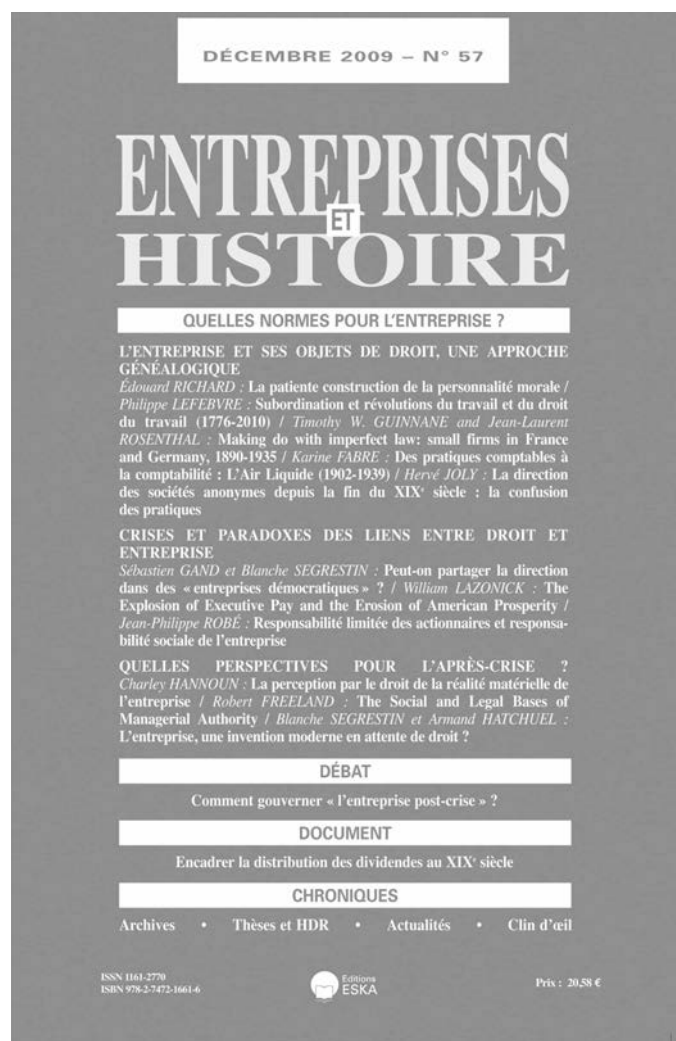 DÉCEMBRE 2009 – N° 57
ENTREPRISES
ET
HISTOIRE
QUELLES NORMES POUR L'ENTREPRISE ?
L'ENTREPRISE ET SES OBJETS DE DROIT, UNE APPROCHE
GÉNÉALOGIQUE
Édouard RICHARD : La patiente construction de la personnalité morale /
Philippe LEFEBVRE : Subordination et révolutions du travail et du droit
du travail (1776-2010) / Timothy W. GUINNANE and Jean-Laurent
ROSENTHAL : Making do with imperfect law: small firms in France
and Germany, 1890-1935 / Karine FABRE : Des pratiques comptables à
la comptabilité : L'Air Liquide (1902-1939) / Hervé JOLY : La direction
des sociétés anonymes depuis la fin du XIXe siècle : la confusion
des pratiques
CRISES ET PARADOXES DES LIENS ENTRE DROIT ET
ENTREPRISE
Sébastien GAND et Blanche SEGRESTIN : Peut-on partager la direction
dans des « entreprises démocratiques » ? / William LAZONICK : The
Explosion of Executive Pay and the Erosion of American Prosperity /
Jean-Philippe ROBÉ : Responsabilité limitée des actionnaires et responsa-
bilité sociale de l'entreprise
QUELLES PERSPECTIVES POUR L'APRÈS-CRISE ?
Charley HANNOUN : La perception par le droit de la réalité matérielle de
l'entreprise / Robert FREELAND : The Social and Legal Bases of
Managerial Authority / Blanche SEGRESTIN et Armand HATCHUEL :
L'entreprise, une invention moderne en attente de droit ?
DÉBAT
Comment gouverner « l'entreprise post-crise » ?
DOCUMENT
Encadrer la distribution des dividendes au XIXe siècle
CHRONIQUES
Archives • Thèses et HDR • Actualités • Clin d'œil
ISSN 1161-2770
ISBN 978-2-7472-1661-6
Editions
ESKA
Prix : 20,58 €